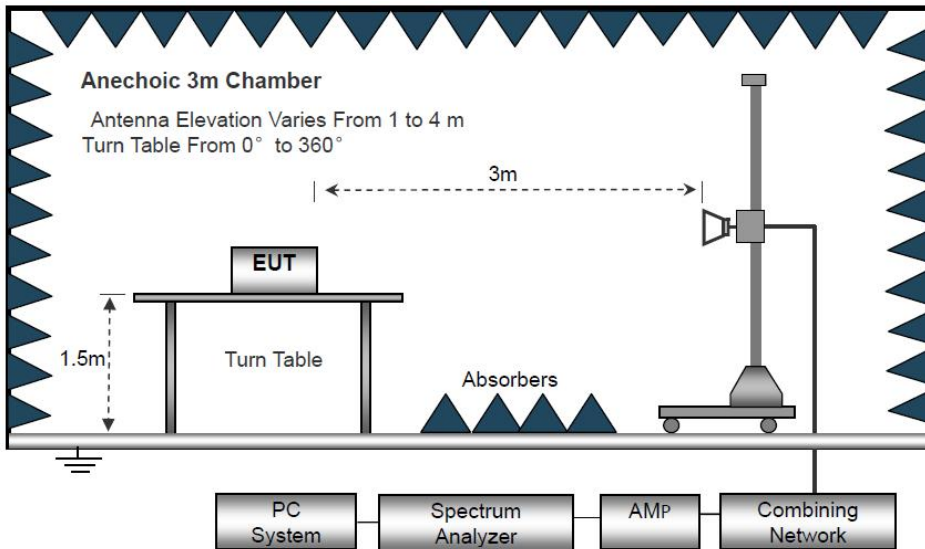 Anechoic 3m Chamber
Antenna Elevation Varies From 1 to 4 m
Turn Table From 0° to 360°
3m
EUT
1.5m
Turn Table
Absorbers
PC
System
Spectrum
Analyzer
AMP
Combining
Network